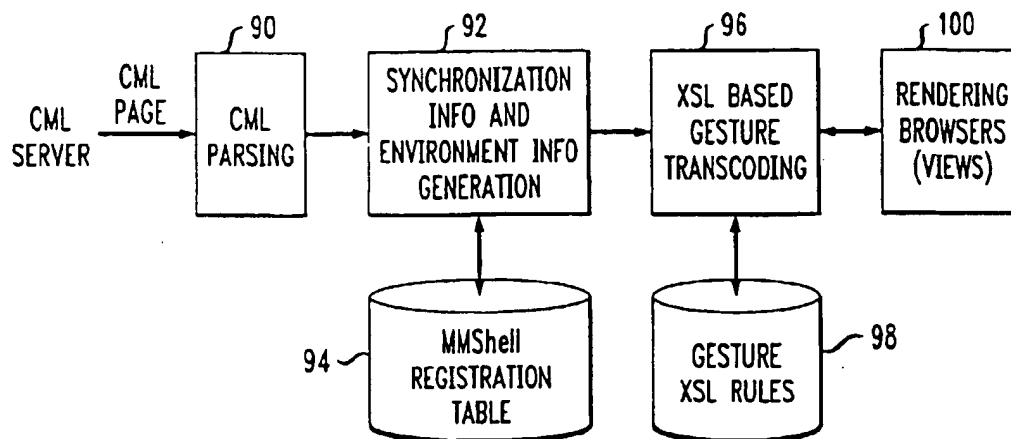 90
92
96
100
CML
SERVER
CML
PAGE
CML
PARSING
SYNCHRONIZATION
INFO AND
ENVIRONMENT INFO
GENERATION
XSL BASED
GESTURE
TRANSCODING
RENDERING
BROWSERS
(VIEWS)
94
MMShell
REGISTRATION
TABLE
GESTURE
XSL RULES
98